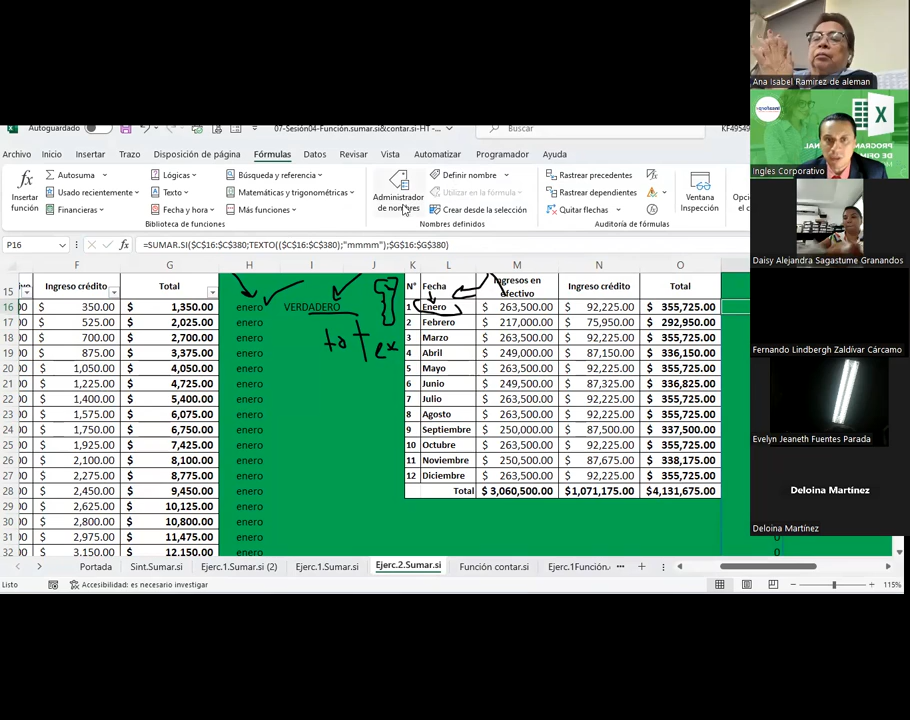 Autoguardado
07-Sesión04-Función.sumar.si&contar.si-HT -
Buscar
KF49549
Archivo Inicio Insertar Trazo Disposición de página Fórmulas Datos Revisar Vista Automatizar Programador Ayuda
Insertar función
Autosuma
Usado recientemente
Financieras
Lógicas
Texto
Fecha y hora
Búsqueda y referencia
Matemáticas y trigonométricas
Más funciones
Biblioteca de funciones
Administrador de nombres
Definir nombre
Utilizar en la fórmula
Crear desde la selección
Nombres definidos
Rastrear precedentes
Rastrear dependientes
Quitar flechas
Auditoría de fórmulas
Ventana Inspección
P16
fx
=SUMAR.SI($C$16:$C$380;TEXTO(($C$16:$C$380);"mmmm");$G$16:$G$380)
F G H I J K L M N O
15 Ingreso crédito Total N° Fecha Ingresos en efectivo Ingreso crédito Total
16 $ 350.00 $ 1,350.00 enero VERDADERO 1 Enero $ 263,500.00 $ 92,225.00 $ 355,725.00
17 $ 525.00 $ 2,025.00 enero 2 Febrero $ 217,000.00 $ 75,950.00 $ 292,950.00
18 $ 700.00 $ 2,700.00 enero 3 Marzo $ 263,500.00 $ 92,225.00 $ 355,725.00
19 $ 875.00 $ 3,375.00 enero 4 Abril $ 249,000.00 $ 87,150.00 $ 336,150.00
20 $ 1,050.00 $ 4,050.00 enero 5 Mayo $ 263,500.00 $ 92,225.00 $ 355,725.00
21 $ 1,225.00 $ 4,725.00 enero 6 Junio $ 249,500.00 $ 87,325.00 $ 336,825.00
22 $ 1,400.00 $ 5,400.00 enero 7 Julio $ 263,500.00 $ 92,225.00 $ 355,725.00
23 $ 1,575.00 $ 6,075.00 enero 8 Agosto $ 263,500.00 $ 92,225.00 $ 355,725.00
24 $ 1,750.00 $ 6,750.00 enero 9 Septiembre $ 250,000.00 $ 87,500.00 $ 337,500.00
25 $ 1,925.00 $ 7,425.00 enero 10 Octubre $ 263,500.00 $ 92,225.00 $ 355,725.00
26 $ 2,100.00 $ 8,100.00 enero 11 Noviembre $ 250,500.00 $ 87,675.00 $ 338,175.00
27 $ 2,275.00 $ 8,775.00 enero 12 Diciembre $ 263,500.00 $ 92,225.00 $ 355,725.00
28 $ 2,450.00 $ 9,450.00 enero Total $ 3,060,500.00 $1,071,175.00 $ 4,131,675.00
29 $ 2,625.00 $ 10,125.00 enero
30 $ 2,800.00 $ 10,800.00 enero
31 $ 2,975.00 $ 11,475.00 enero 0
32 $ 3,150.00 $ 12,150.00 enero 0
Portada Sint.Sumar.si Ejerc.1.Sumar.si (2) Ejerc.1.Sumar.si Ejerc.2.Sumar.si Función contar.si Ejerc.1Función.
Listo
Accesibilidad: es necesario investigar
115%
Ana Isabel Ramirez de aleman
Ingles Corporativo
Daisy Alejandra Sagastume Granandos
Fernando Lindbergh Zaldívar Cárcamo
Evelyn Jeaneth Fuentes Parada
Deloina Martínez
Deloina Martínez